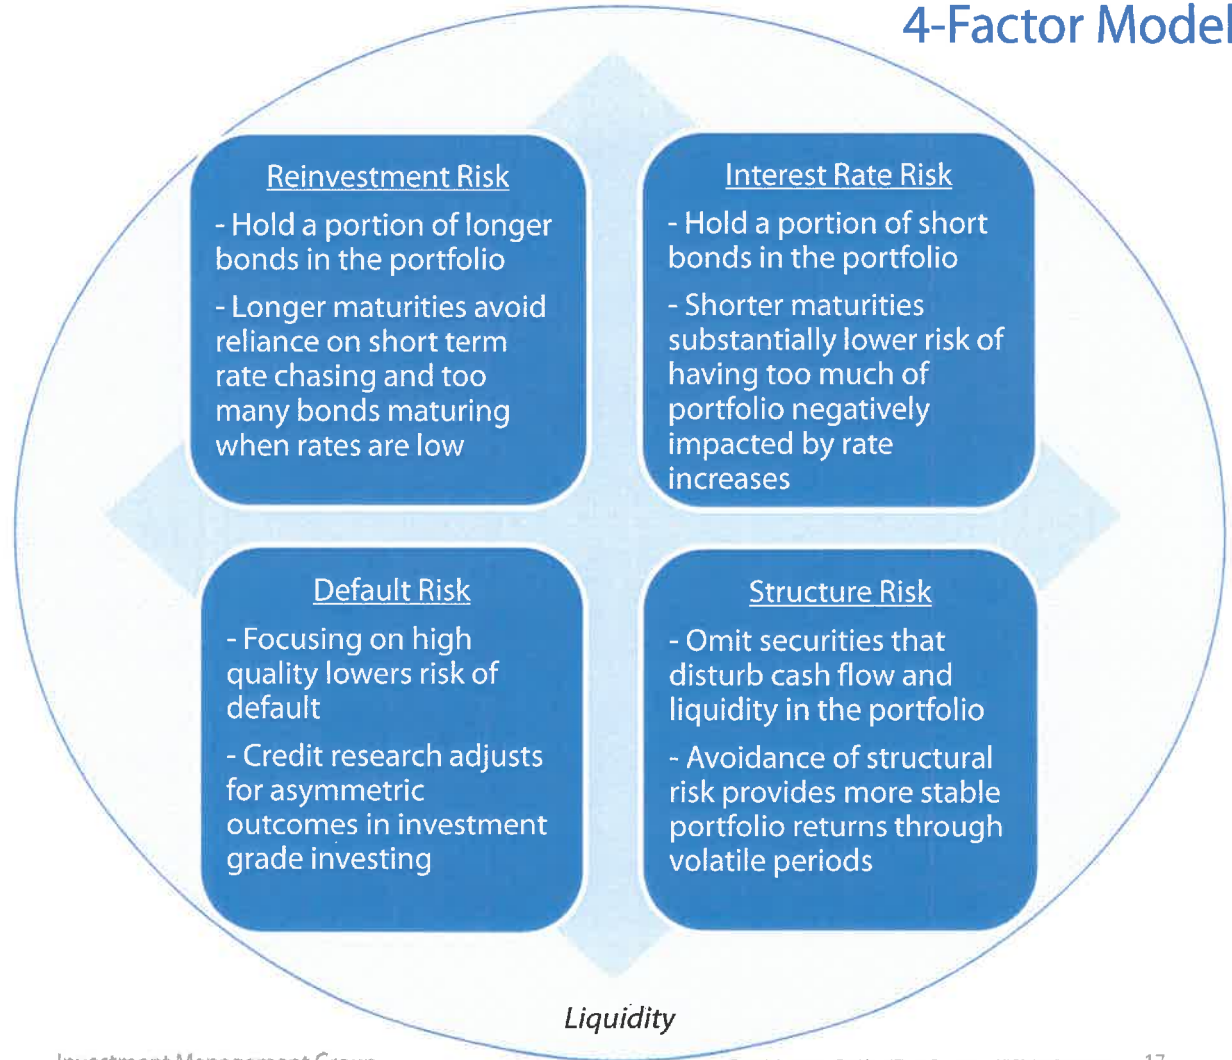 4-Factor Model
Reinvestment Risk
- Hold a portion of longer
bonds in the portfolio
- Longer maturities avoid
reliance on short term
rate chasing and too
many bonds maturing
when rates are low
Interest Rate Risk
- Hold a portion of short
bonds in the portfolio
- Shorter maturities
substantially lower risk of
having too much of
portfolio negatively
impacted by rate
increases
Default Risk
- Focusing on high
quality lowers risk of
default
- Credit research adjusts
for asymmetric
outcomes in investment
grade investing
Structure Risk
- Omit securities that
disturb cash flow and
liquidity in the portfolio
- Avoidance of structural
risk provides more stable
portfolio returns through
volatile periods
Liquidity
Investment Management Group
17